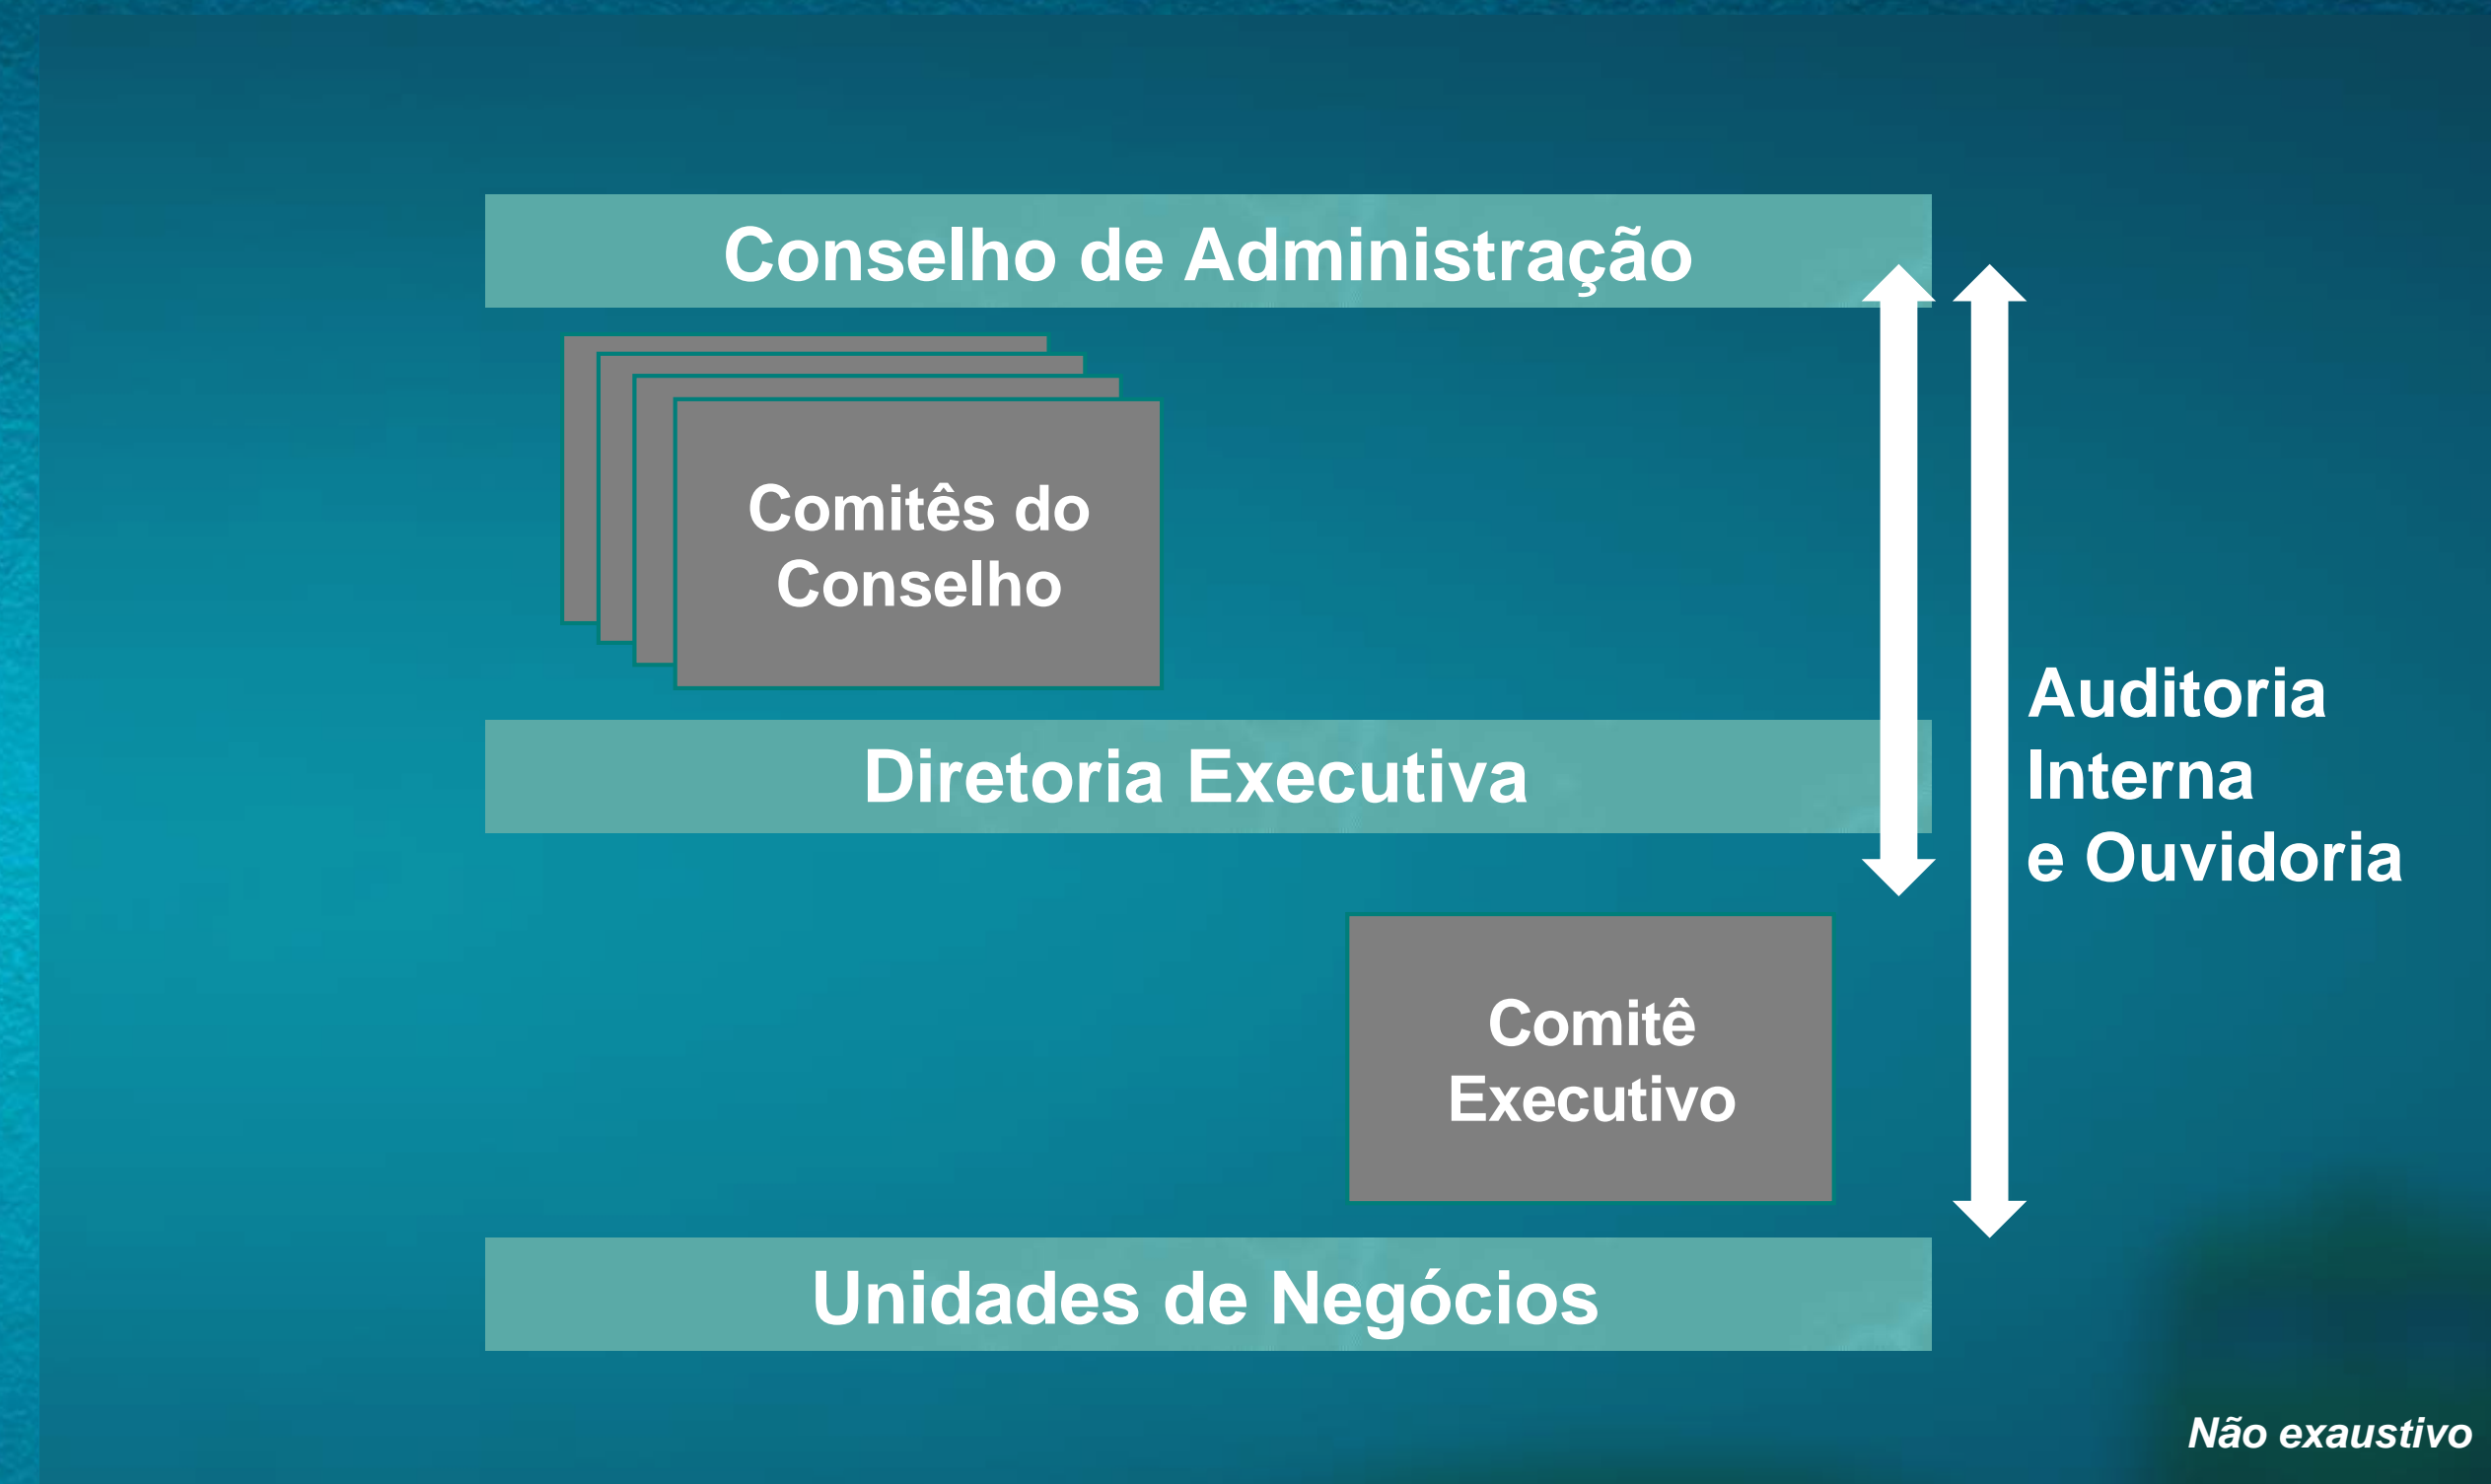 Conselho de Administração
Comitês do
Conselho
Diretoria Executiva
Auditoria
Interna
e Ouvidoria
Comitê
Executivo
Unidades de Negócios
Não exaustivo